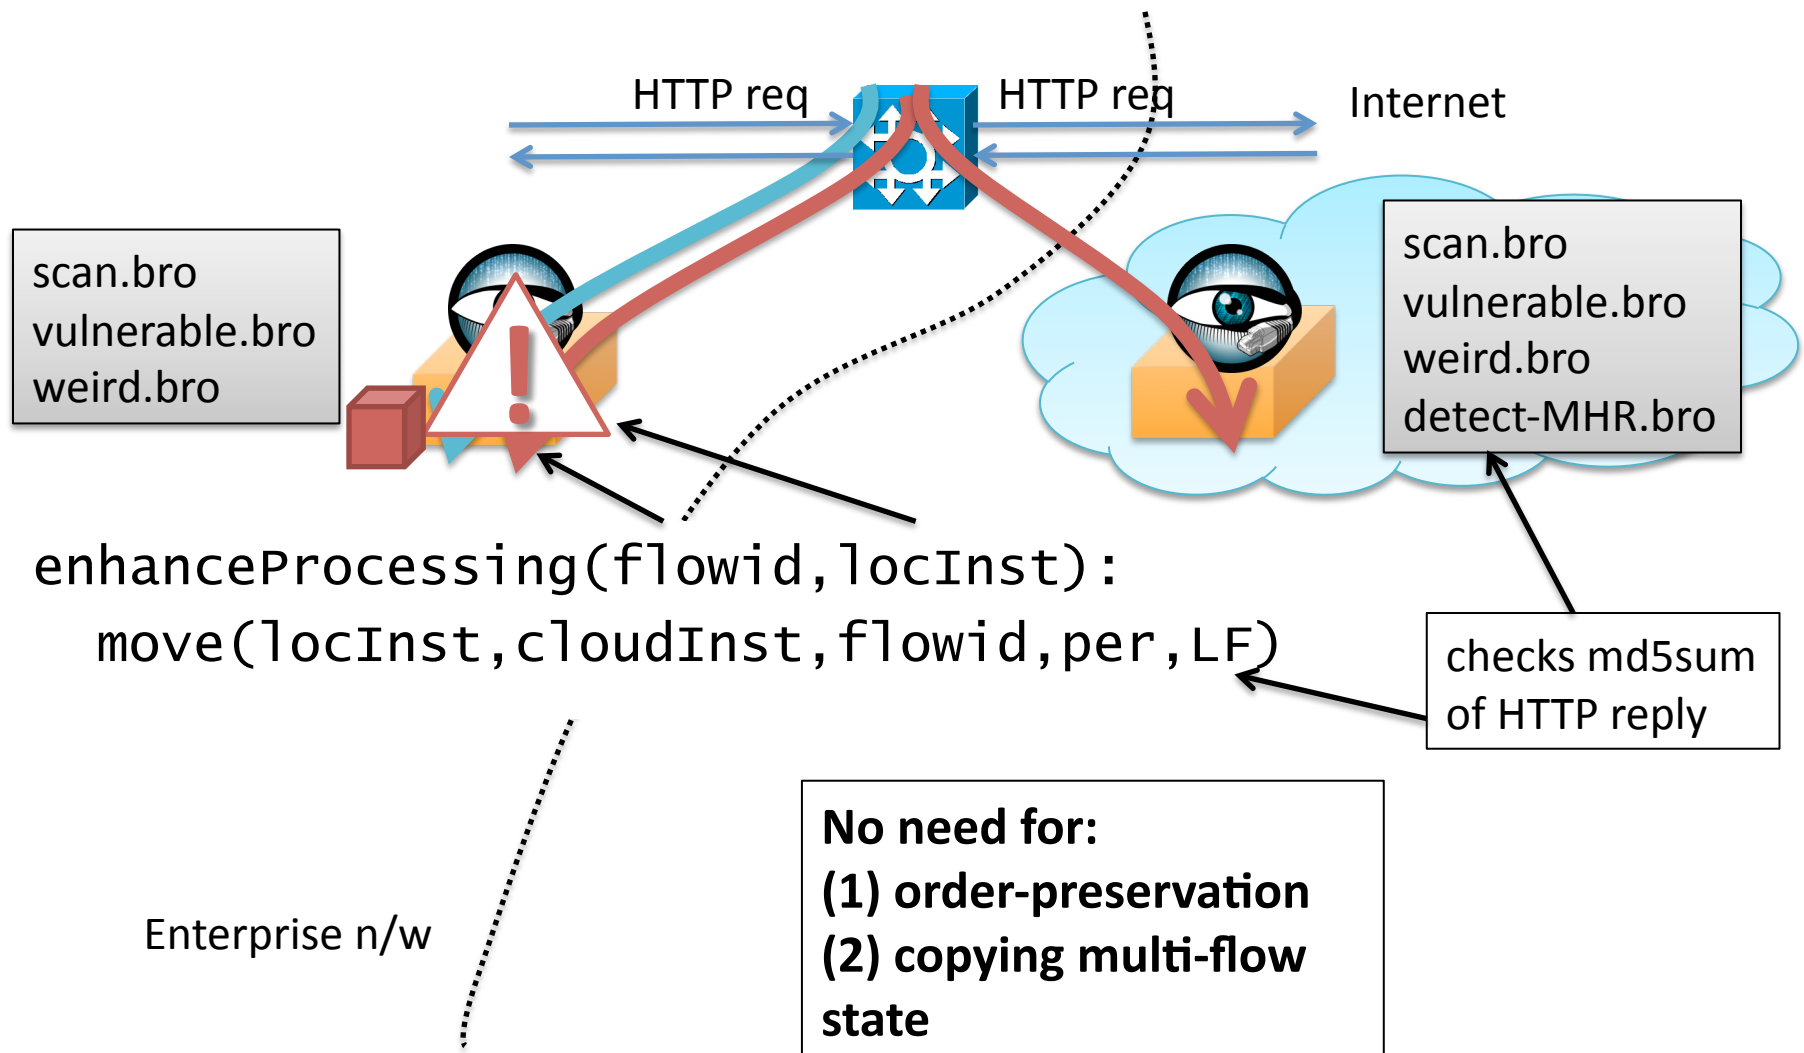 HTTP req
HTTP req
Internet
scan.bro
vulnerable.bro
weird.bro
scan.bro
vulnerable.bro
weird.bro
detect-MHR.bro
!
enhanceProcessing(flowid,locInst):
move(locInst,cloudInst,flowid,per,LF)
checks md5sum
of HTTP reply
No need for:
(1) order-preservation
(2) copying multi-flow
state
Enterprise n/w